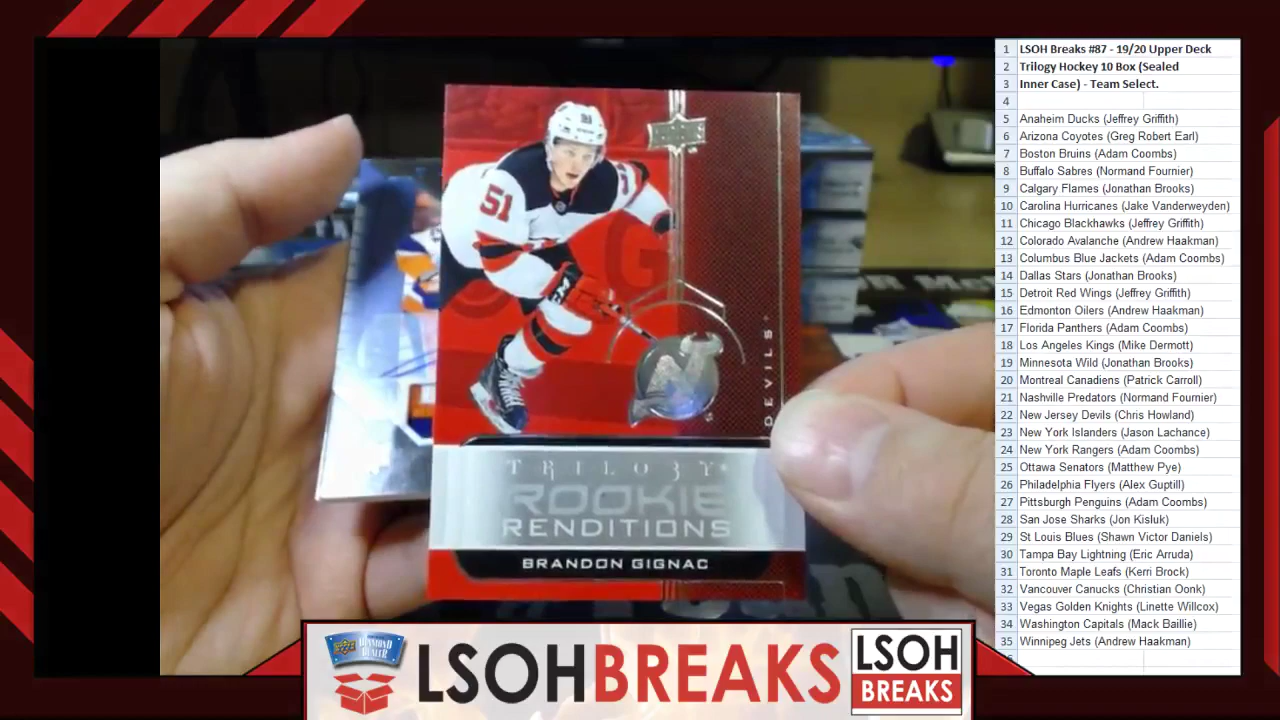 51
51
DEVILS
TRILOGY
ROOKIE
RENDITIONS
BRANDON GIGNAC
1 LSOH Breaks #87 - 19/20 Upper Deck
2 Trilogy Hockey 10 Box (Sealed
3 Inner Case) - Team Select.
4
5 Anaheim Ducks (Jeffrey Griffith)
6 Arizona Coyotes (Greg Robert Earl)
7 Boston Bruins (Adam Coombs)
8 Buffalo Sabres (Normand Fournier)
9 Calgary Flames (Jonathan Brooks)
10 Carolina Hurricanes (Jake Vanderweyden)
11 Chicago Blackhawks (Jeffrey Griffith)
12 Colorado Avalanche (Andrew Haakman)
13 Columbus Blue Jackets (Adam Coombs)
14 Dallas Stars (Jonathan Brooks)
15 Detroit Red Wings (Jeffrey Griffith)
16 Edmonton Oilers (Andrew Haakman)
17 Florida Panthers (Adam Coombs)
18 Los Angeles Kings (Mike Dermott)
19 Minnesota Wild (Jonathan Brooks)
20 Montreal Canadiens (Patrick Carroll)
21 Nashville Predators (Normand Fournier)
22 New Jersey Devils (Chris Howland)
23 New York Islanders (Jason Lachance)
24 New York Rangers (Adam Coombs)
25 Ottawa Senators (Matthew Pye)
26 Philadelphia Flyers (Alex Guptill)
27 Pittsburgh Penguins (Adam Coombs)
28 San Jose Sharks (Jon Kisluk)
29 St Louis Blues (Shawn Victor Daniels)
30 Tampa Bay Lightning (Eric Arruda)
31 Toronto Maple Leafs (Kerri Brock)
32 Vancouver Canucks (Christian Oonk)
33 Vegas Golden Knights (Linette Willcox)
34 Washington Capitals (Mack Baillie)
35 Winnipeg Jets (Andrew Haakman)
DIAMOND
DEALER
LSOHBREAKS
LSOH
BREAKS